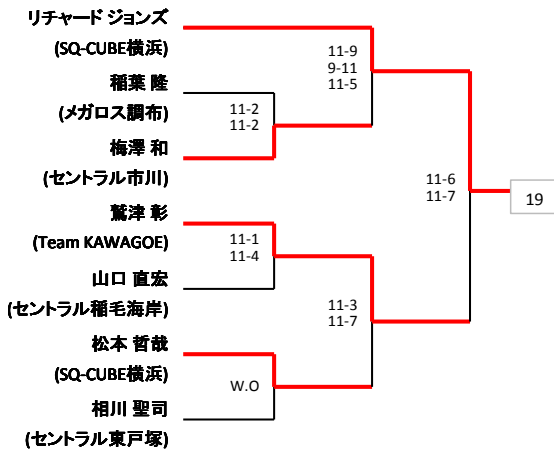 リチャード ジョンズ
(SQ-CUBE横浜)
稲葉 隆
(メガロス調布)
梅澤 和
(セントラル市川)
鷲津 彰
(Team KAWAGOE)
山口 直宏
(セントラル稲毛海岸)
松本 哲哉
(SQ-CUBE横浜)
相川 聖司
(セントラル東戸塚)
11-2
11-2
11-1
11-4
W.O
11-9
9-11
11-5
11-3
11-7
11-6
11-7
19